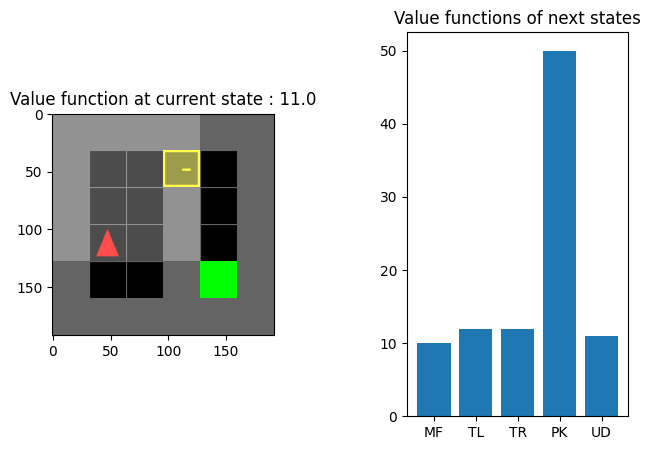 Value function at current state : 11.0
0
50
100
150
0
50
100
150
Value functions of next states
50
40
30
20
10
0
MF
TL
TR
PK
UD